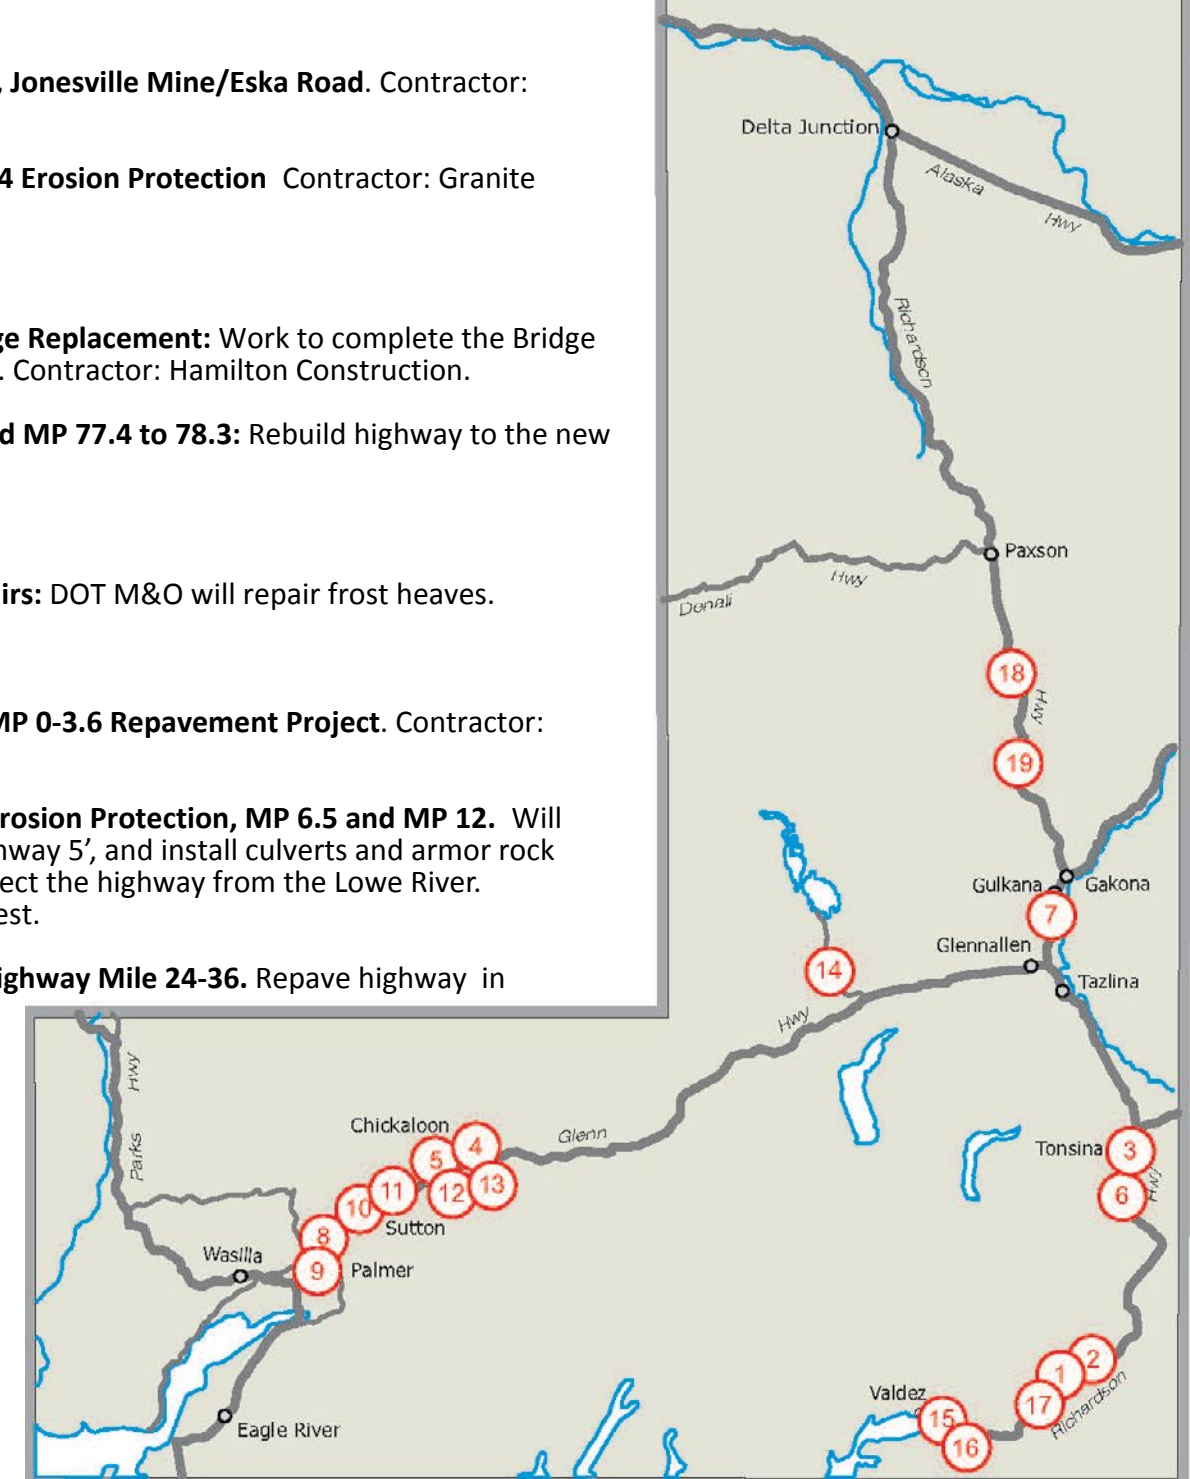 , Jonesville Mine/Eska Road. Contractor:
4 Erosion Protection Contractor: Granite
ge Replacement: Work to complete the Bridge
. Contractor: Hamilton Construction.
d MP 77.4 to 78.3: Rebuild highway to the new
irs: DOT M&O will repair frost heaves.
MP 0-3.6 Repavement Project. Contractor:
rosion Protection, MP 6.5 and MP 12. Will
hway 5’, and install culverts and armor rock
ect the highway from the Lowe River.
est.
ighway Mile 24-36. Repave highway in
Delta Junction
Alaska
Hwy
Richardson
Paxson
Hwy
Denali
18
Hwy
19
Gulkana
Gakona
7
Glennallen
14
Tazlina
Hwy
Hwy
Parks
Chickaloon
4
Glenn
5
Tonsina
3
11
12
13
6
Hwy
10
Sutton
8
Wasilla
9
Palmer
2
1
Valdez
17
Richardson
15
16
Eagle River